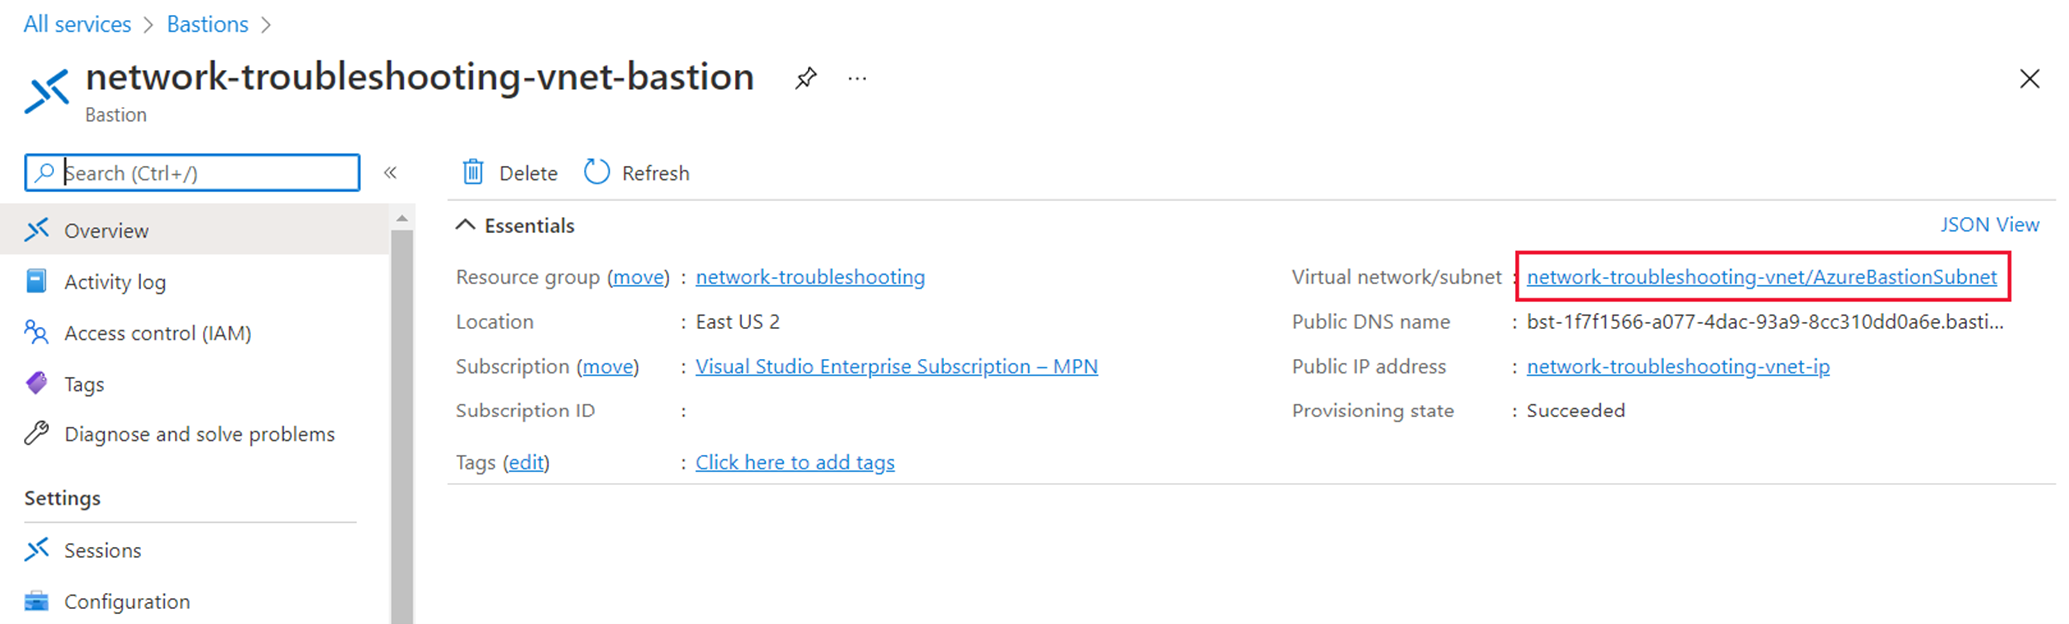 All services > Bastions >
network-troubleshooting-vnet-bastion ...
Bastion
Search (Ctrl+/) «
Overview
Activity log
Access control (IAM)
Tags
Diagnose and solve problems
Settings
Sessions
Configuration
Delete Refresh
Essentials
JSON View
Resource group (move) : network-troubleshooting
Location : East US 2
Subscription (move) : Visual Studio Enterprise Subscription – MPN
Subscription ID :
Tags (edit) : Click here to add tags
Virtual network/subnet : network-troubleshooting-vnet/AzureBastionSubnet
Public DNS name : bst-1f7f1566-a077-4dac-93a9-8cc310dd0a6e.basti...
Public IP address : network-troubleshooting-vnet-ip
Provisioning state : Succeeded